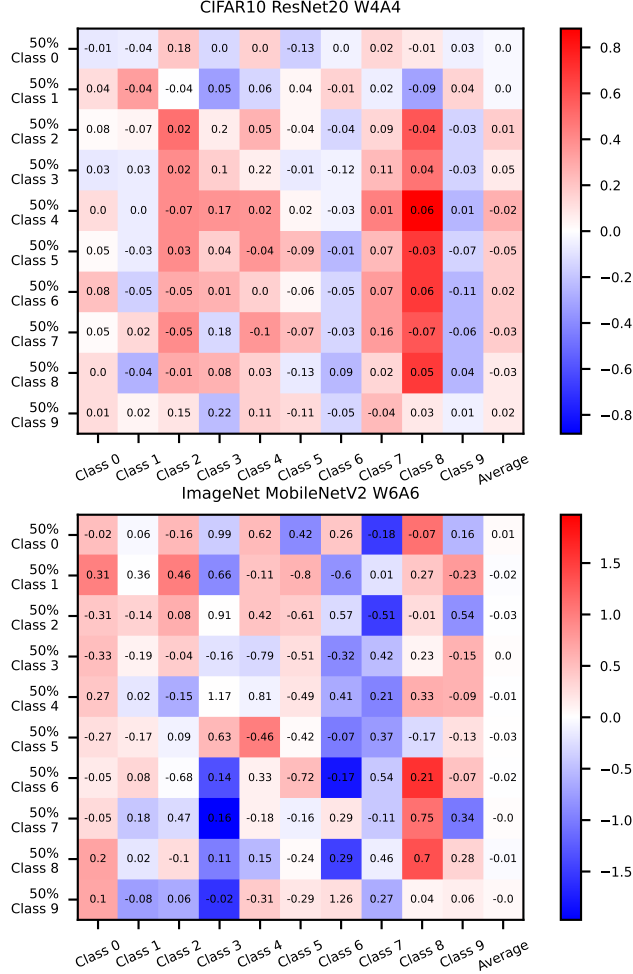 CIFAR10 ResNet20 W4A4
50%
Class 0
-0.01 -0.04 0.18 0.0 0.0 -0.13 0.0 0.02 -0.01 0.03 0.0
50%
Class 1
0.04 -0.04 -0.04 0.05 0.06 0.04 -0.01 0.02 -0.09 0.04 0.0
50%
Class 2
0.08 -0.07 0.02 0.2 0.05 -0.04 -0.04 0.09 -0.04 -0.03 0.01
50%
Class 3
0.03 0.03 0.02 0.1 0.22 -0.01 -0.12 0.11 0.04 -0.03 0.05
50%
Class 4
0.0 0.0 -0.07 0.17 0.02 0.02 -0.03 0.01 0.06 0.01 -0.02
50%
Class 5
0.05 -0.03 0.03 0.04 -0.04 -0.09 -0.01 0.07 -0.03 -0.07 -0.05
50%
Class 6
0.08 -0.05 -0.05 0.01 0.0 -0.06 -0.05 0.07 0.06 -0.11 0.02
50%
Class 7
0.05 0.02 -0.05 0.18 -0.1 -0.07 -0.03 0.16 -0.07 -0.06 -0.03
50%
Class 8
0.0 -0.04 -0.01 0.08 0.03 -0.13 0.09 0.02 0.05 0.04 -0.03
50%
Class 9
0.01 0.02 0.15 0.22 0.11 -0.11 -0.05 -0.04 0.03 0.01 0.02
Class 0 Class 1 Class 2 Class 3 Class 4 Class 5 Class 6 Class 7 Class 8 Class 9 Average
0.8
0.6
0.4
0.2
0.0
−0.2
−0.4
−0.6
−0.8
ImageNet MobileNetV2 W6A6
50%
Class 0
-0.02 0.06 -0.16 0.99 0.62 0.42 0.26 -0.18 -0.07 0.16 0.01
50%
Class 1
0.31 0.36 0.46 0.66 -0.11 -0.8 -0.6 0.01 0.27 -0.23 -0.02
50%
Class 2
-0.31 -0.14 0.08 0.91 0.42 -0.61 0.57 -0.51 -0.01 0.54 -0.03
50%
Class 3
-0.33 -0.19 -0.04 -0.16 -0.79 -0.51 -0.32 0.42 0.23 -0.15 0.0
50%
Class 4
0.27 0.02 -0.15 1.17 0.81 -0.49 0.41 0.21 0.33 -0.09 -0.01
50%
Class 5
-0.27 -0.17 0.09 0.63 -0.46 -0.42 -0.07 0.37 -0.17 -0.13 -0.03
50%
Class 6
-0.05 0.08 -0.68 0.14 0.33 -0.72 -0.17 0.54 0.21 -0.07 -0.02
50%
Class 7
-0.05 0.18 0.47 0.16 -0.18 -0.16 0.29 -0.11 0.75 0.34 -0.0
50%
Class 8
0.2 0.02 -0.1 0.11 0.15 -0.24 0.29 0.46 0.7 0.28 -0.01
50%
Class 9
0.1 -0.08 0.06 -0.02 -0.31 -0.29 1.26 0.27 0.04 0.06 -0.0
Class 0 Class 1 Class 2 Class 3 Class 4 Class 5 Class 6 Class 7 Class 8 Class 9 Average
1.5
1.0
0.5
0.0
−0.5
−1.0
−1.5